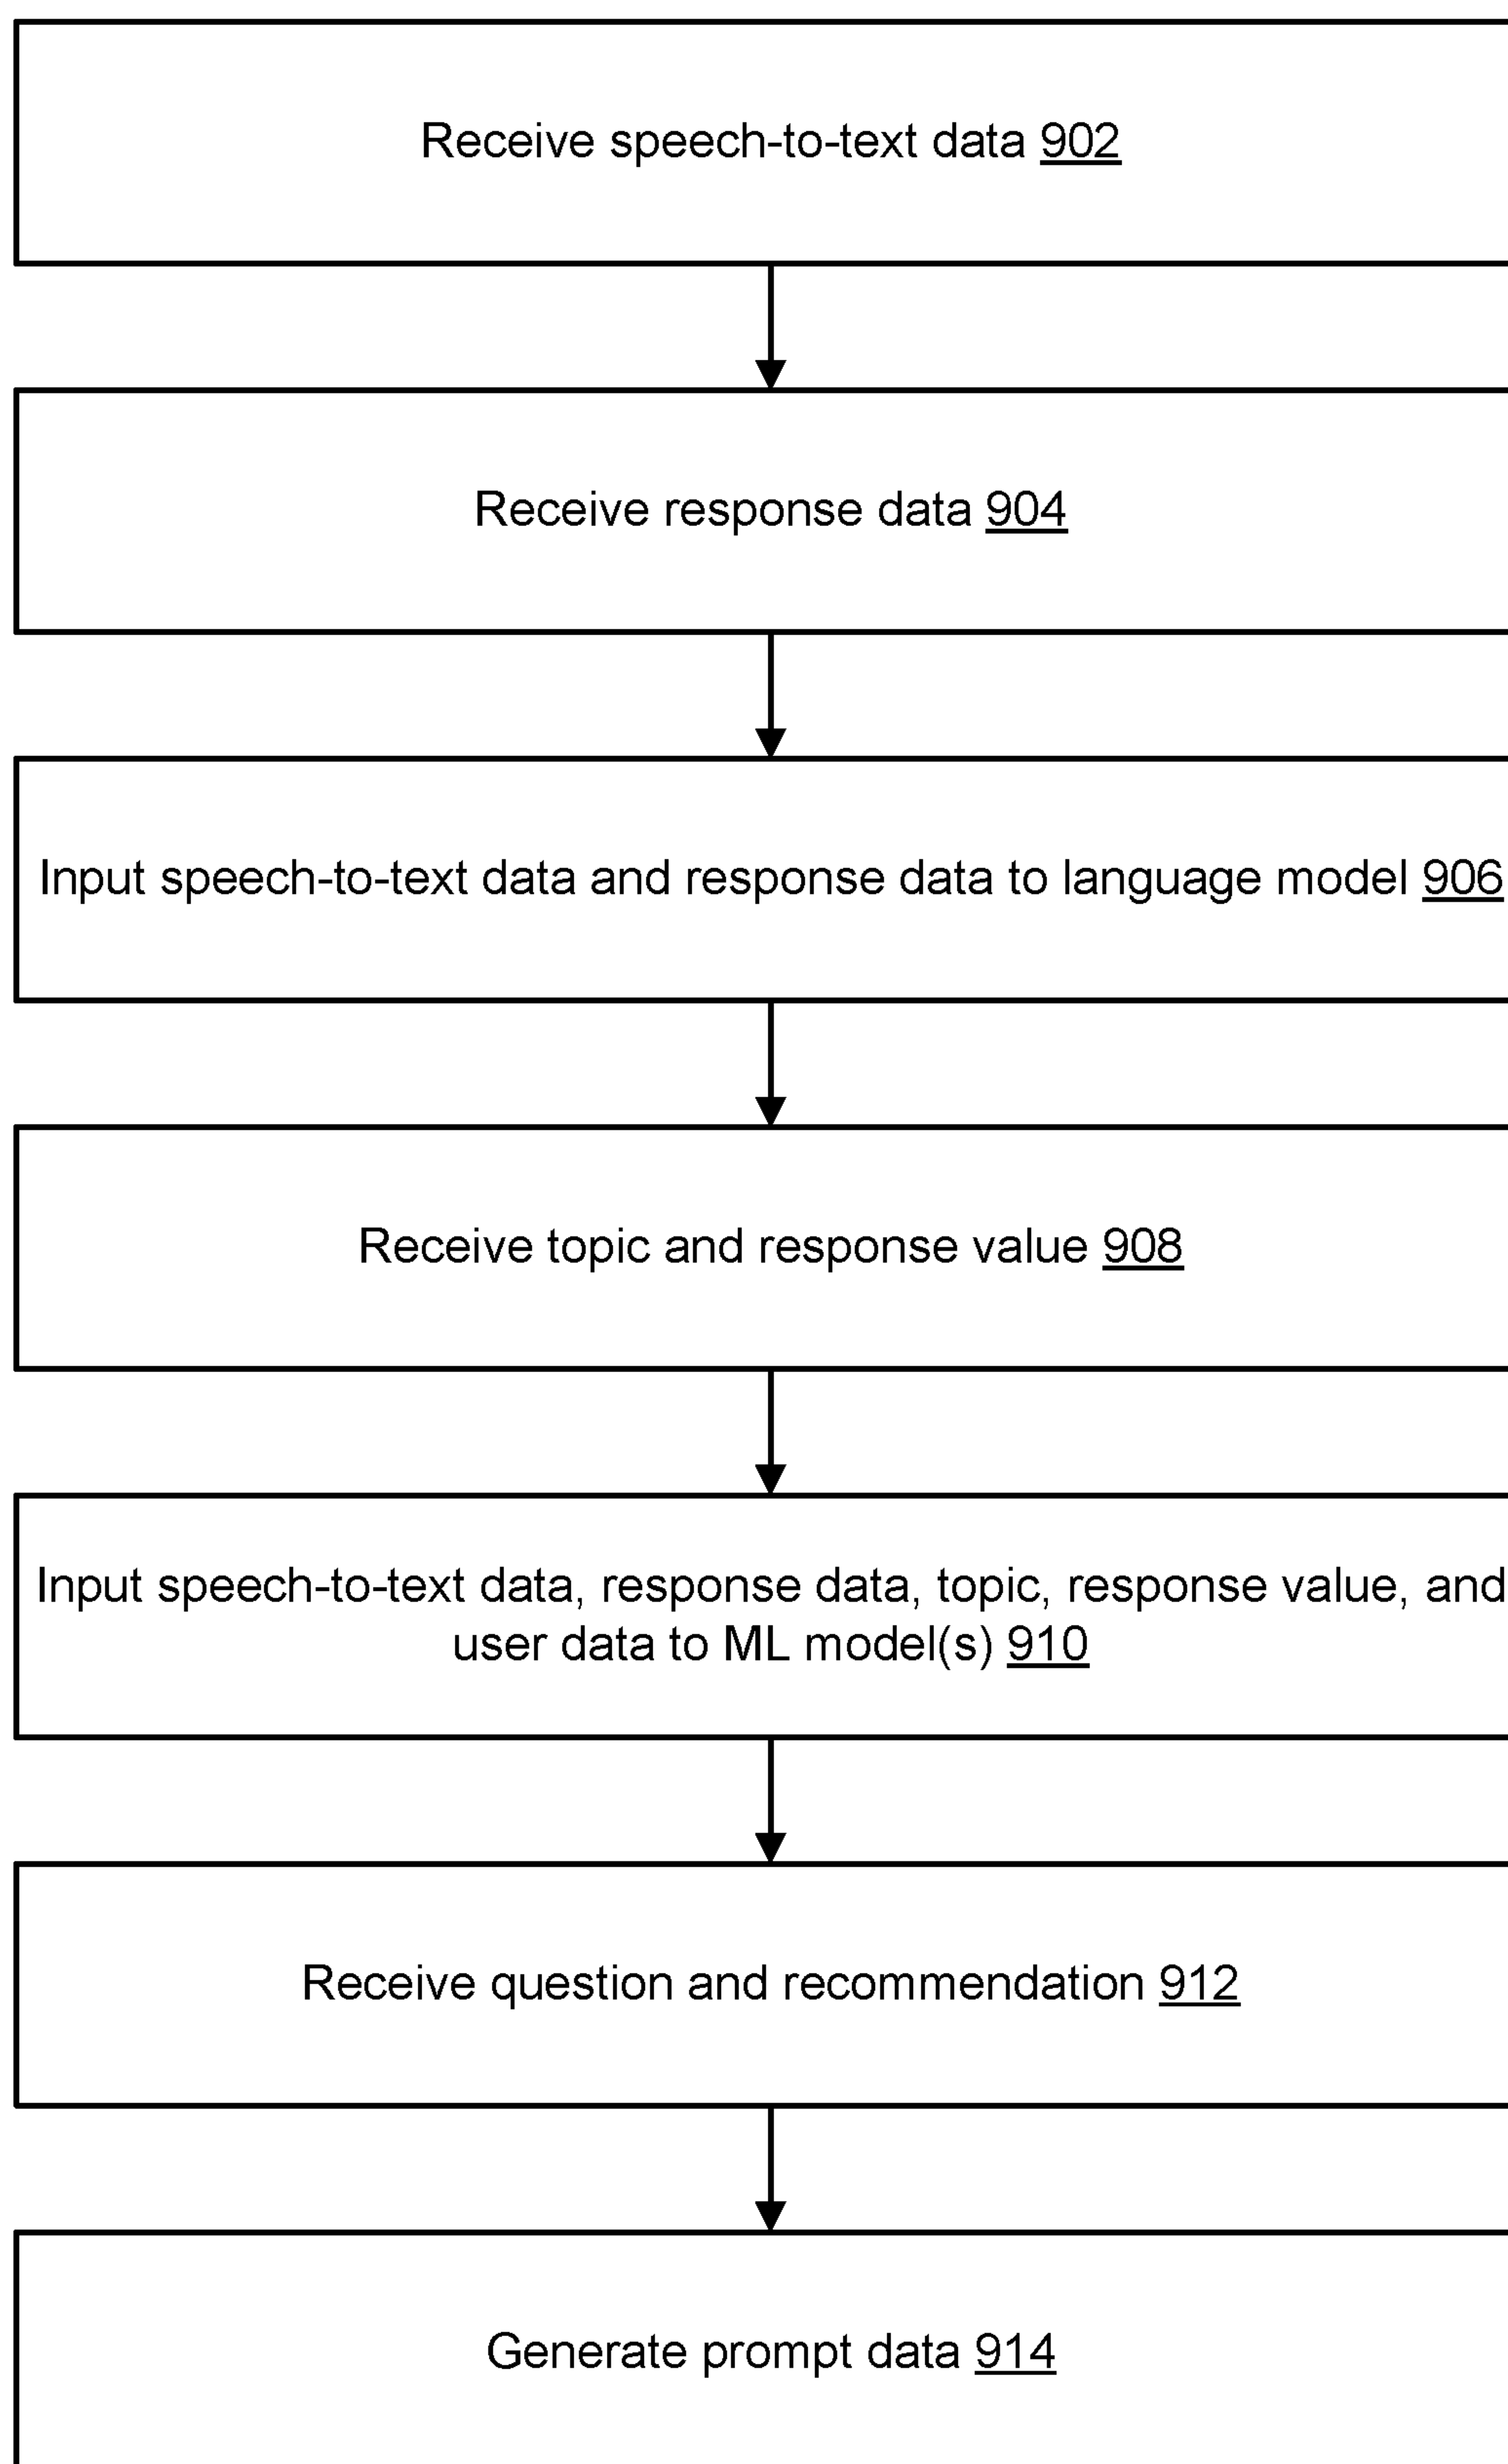 Receive speech-to-text data 902
Receive response data 904
Input speech-to-text data and response data to language model 906
Receive topic and response value 908
Input speech-to-text data, response data, topic, response value, and
user data to ML model(s) 910
Receive question and recommendation 912
Generate prompt data 914